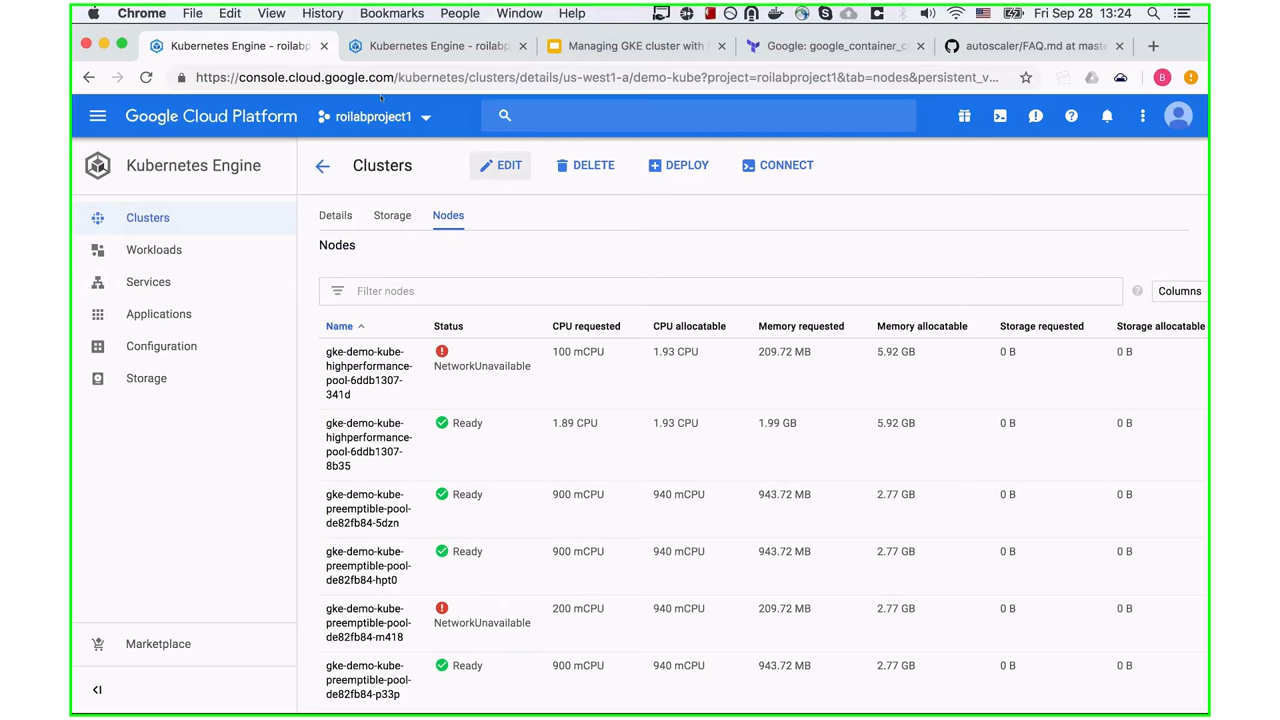 Chrome File Edit View History Bookmarks People Window Help Fri Sep 28 13:24
Kubernetes Engine - roilabp Kubernetes Engine - roilabp Managing GKE cluster with Google: google_container_c autoscaler/FAQ.md at maste
https://console.cloud.google.com/kubernetes/clusters/details/us-west1-a/demo-kube?project=roilabproject1&tab=nodes&persistent_v... B
Google Cloud Platform roilabproject1
Kubernetes Engine Clusters EDIT DELETE DEPLOY CONNECT
Clusters
Workloads
Services
Applications
Configuration
Storage
Marketplace
Details Storage Nodes
Nodes
Filter nodes Columns
Name Status CPU requested CPU allocatable Memory requested Memory allocatable Storage requested Storage allocatable
gke-demo-kube- 100 mCPU 1.93 CPU 209.72 MB 5.92 GB 0 B 0 B
highperformance- NetworkUnavailable
pool-6ddb1307-
341d
gke-demo-kube- Ready 1.89 CPU 1.93 CPU 1.99 GB 5.92 GB 0 B 0 B
highperformance-
pool-6ddb1307-
8b35
gke-demo-kube- Ready 900 mCPU 940 mCPU 943.72 MB 2.77 GB 0 B 0 B
preemptible-pool-
de82fb84-5dzn
gke-demo-kube- Ready 900 mCPU 940 mCPU 943.72 MB 2.77 GB 0 B 0 B
preemptible-pool-
de82fb84-hpt0
gke-demo-kube- 200 mCPU 940 mCPU 209.72 MB 2.77 GB 0 B 0 B
preemptible-pool- NetworkUnavailable
de82fb84-m418
gke-demo-kube- Ready 900 mCPU 940 mCPU 943.72 MB 2.77 GB 0 B 0 B
preemptible-pool-
de82fb84-p33p